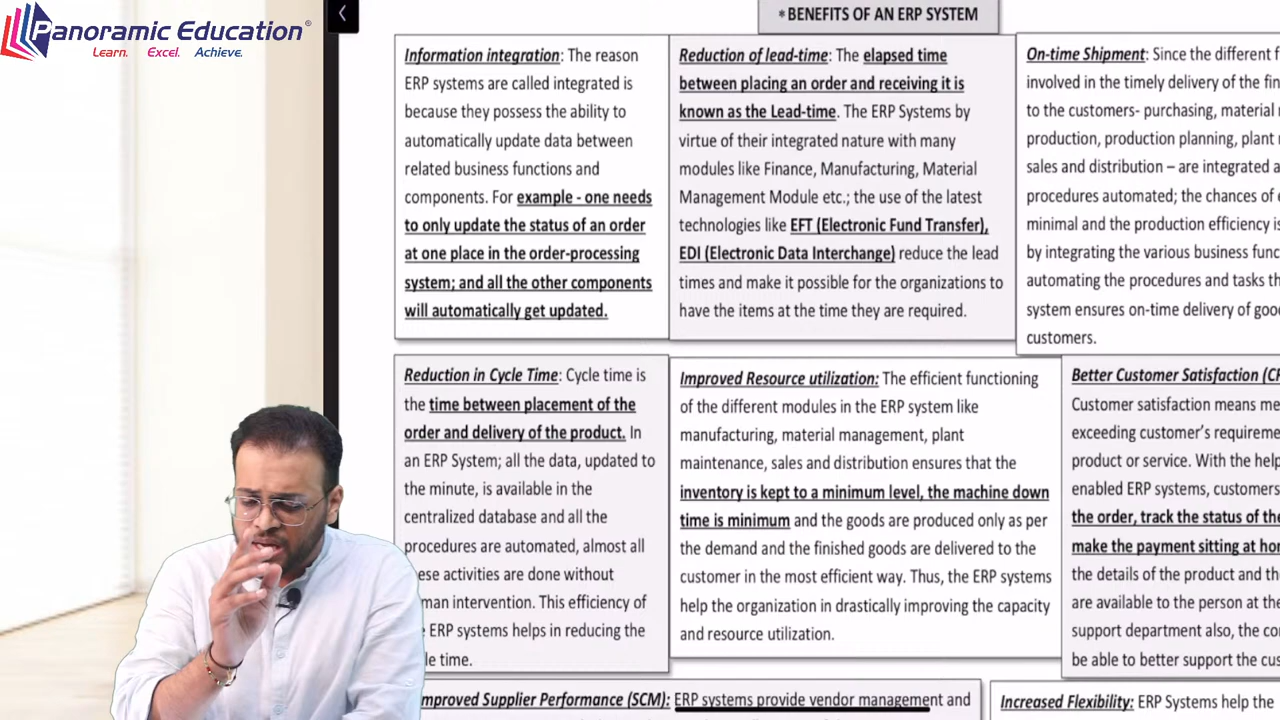 Panoramic Education®
Learn. Excel. Achieve.
*BENEFITS OF AN ERP SYSTEM
Information integration: The reason
ERP systems are called integrated is
because they possess the ability to
automatically update data between
related business functions and
components. For example - one needs
to only update the status of an order
at one place in the order-processing
system; and all the other components
will automatically get updated.
Reduction of lead-time: The elapsed time
between placing an order and receiving it is
known as the Lead-time. The ERP Systems by
virtue of their integrated nature with many
modules like Finance, Manufacturing, Material
Management Module etc.; the use of the latest
technologies like EFT (Electronic Fund Transfer),
EDI (Electronic Data Interchange) reduce the lead
times and make it possible for the organizations to
have the items at the time they are required.
On-time Shipment: Since the different
involved in the timely delivery of the
to the customers- purchasing, material
production, production planning, plant
sales and distribution – are integrated
procedures automated; the chances of
minimal and the production efficiency
by integrating the various business
automating the procedures and tasks
system ensures on-time delivery of
customers.
Reduction in Cycle Time: Cycle time is
the time between placement of the
order and delivery of the product. In
an ERP System; all the data, updated to
the minute, is available in the
centralized database and all the
procedures are automated, almost all
activities are done without
intervention. This efficiency of
ERP systems helps in reducing the
time.
Improved Resource utilization: The efficient functioning
of the different modules in the ERP system like
manufacturing, material management, plant
maintenance, sales and distribution ensures that the
inventory is kept to a minimum level, the machine down
time is minimum and the goods are produced only as per
the demand and the finished goods are delivered to the
customer in the most efficient way. Thus, the ERP systems
help the organization in drastically improving the capacity
and resource utilization.
Better Customer Satisfaction
Customer satisfaction means
exceeding customer's
product or service. With the help
enabled ERP systems, customers
the order, track the status of the
make the payment sitting at
the details of the product and
are available to the person at the
support department also, the
be able to better support the
Improved Supplier Performance (SCM): ERP systems provide vendor management and
Increased Flexibility: ERP Systems help the